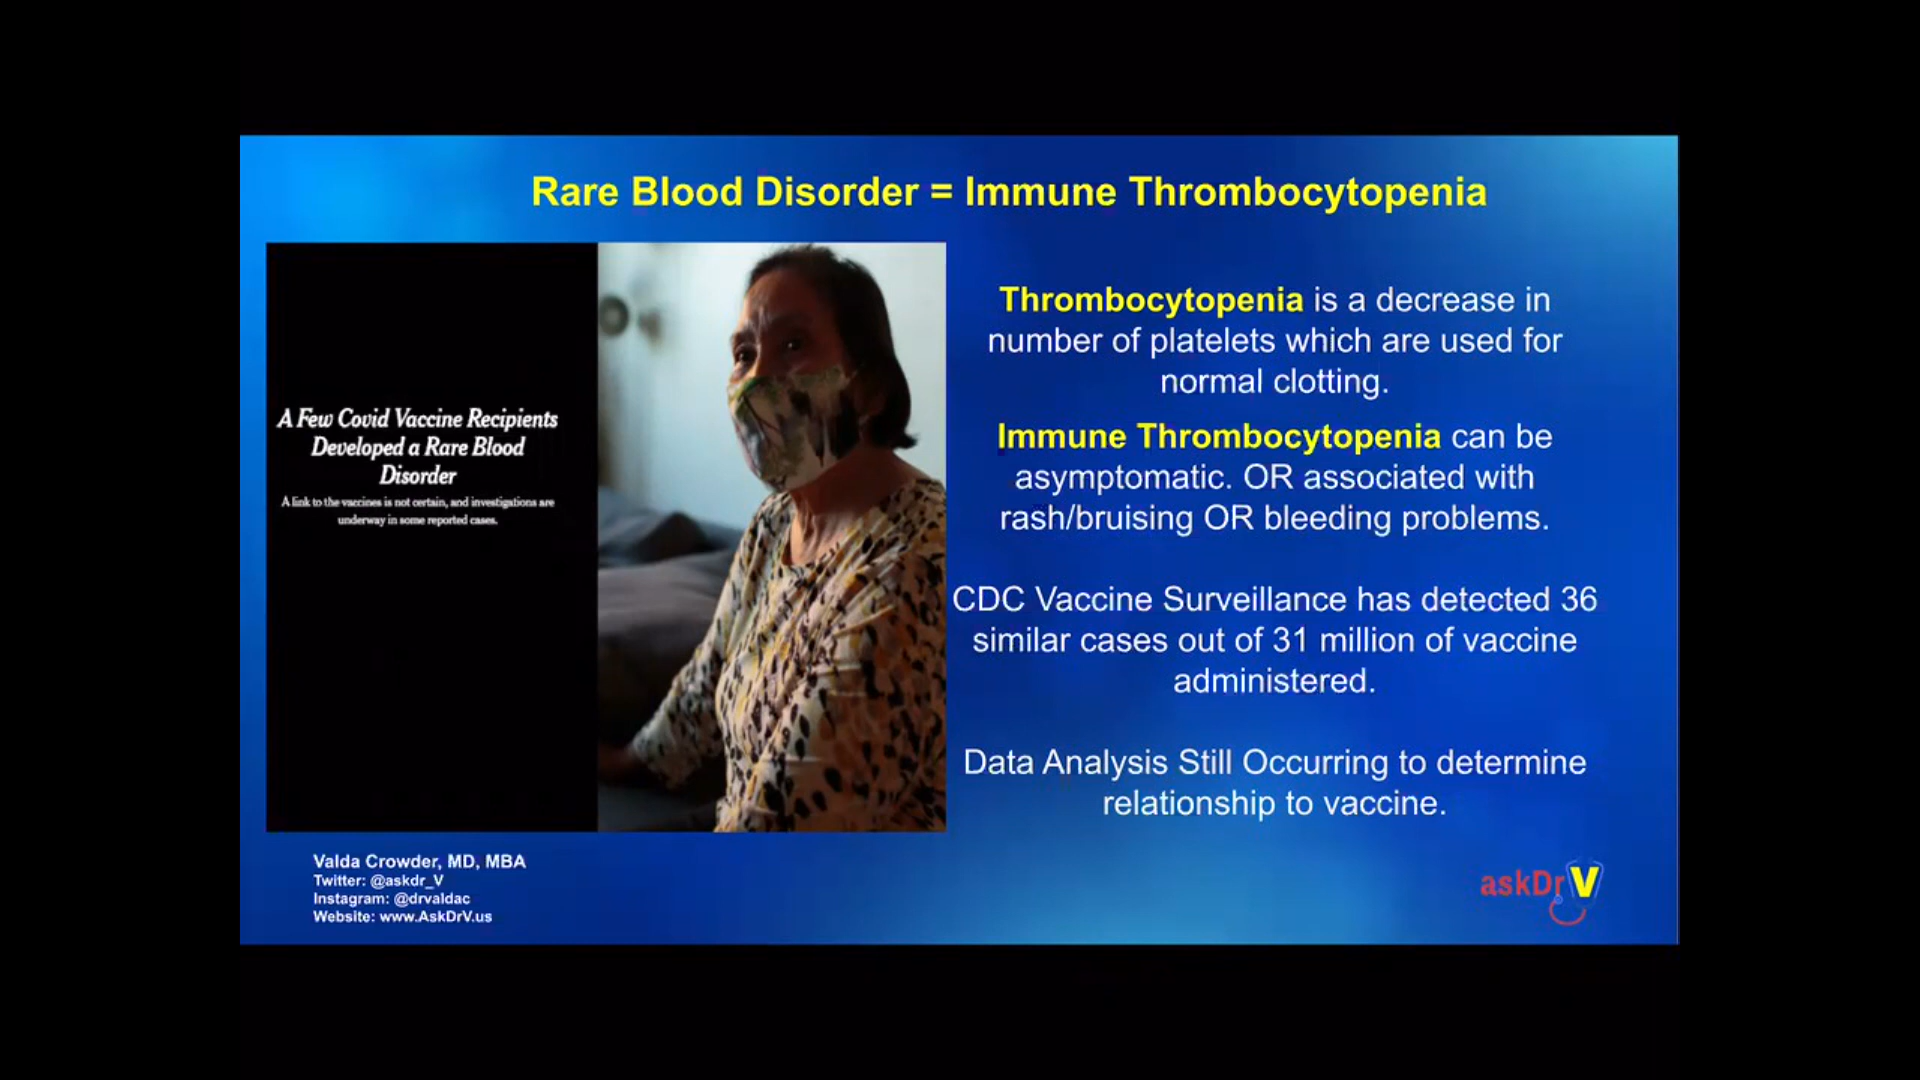 Rare Blood Disorder = Immune Thrombocytopenia
A Few Covid Vaccine Recipients
Developed a Rare Blood
Disorder
A link to the vaccines is not certain, and investigations are
underway in some reported cases.
Thrombocytopenia is a decrease in
number of platelets which are used for
normal clotting.
Immune Thrombocytopenia can be
asymptomatic. OR associated with
rash/bruising OR bleeding problems.
CDC Vaccine Surveillance has detected 36
similar cases out of 31 million of vaccine
administered.
Data Analysis Still Occurring to determine
relationship to vaccine.
Valda Crowder, MD, MBA
Twitter: @askdr_V
Instagram: @drvaldac
Website: www.AskDrV.us
askDrV